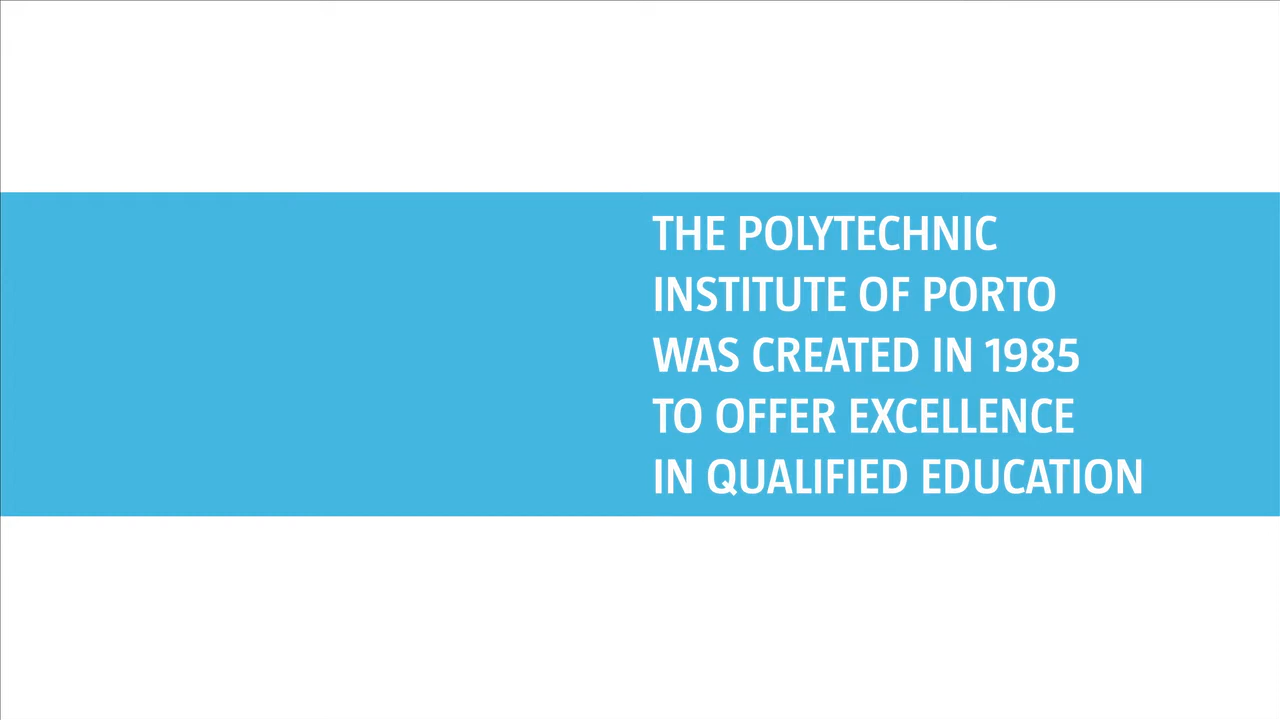 THE POLYTECHNIC
INSTITUTE OF PORTO
WAS CREATED IN 1985
TO OFFER EXCELLENCE
IN QUALIFIED EDUCATION